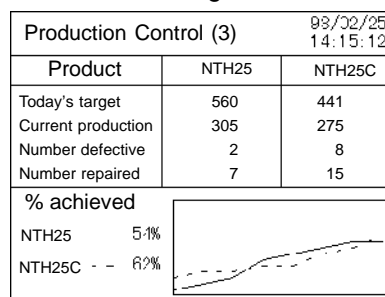 Production Control (3) 98/02/25
14:15:12
Product NTH25 NTH25C
Today's target 560 441
Current production 305 275
Number defective 2 8
Number repaired 7 15
% achieved
NTH25 54%
NTH25C - - 62%